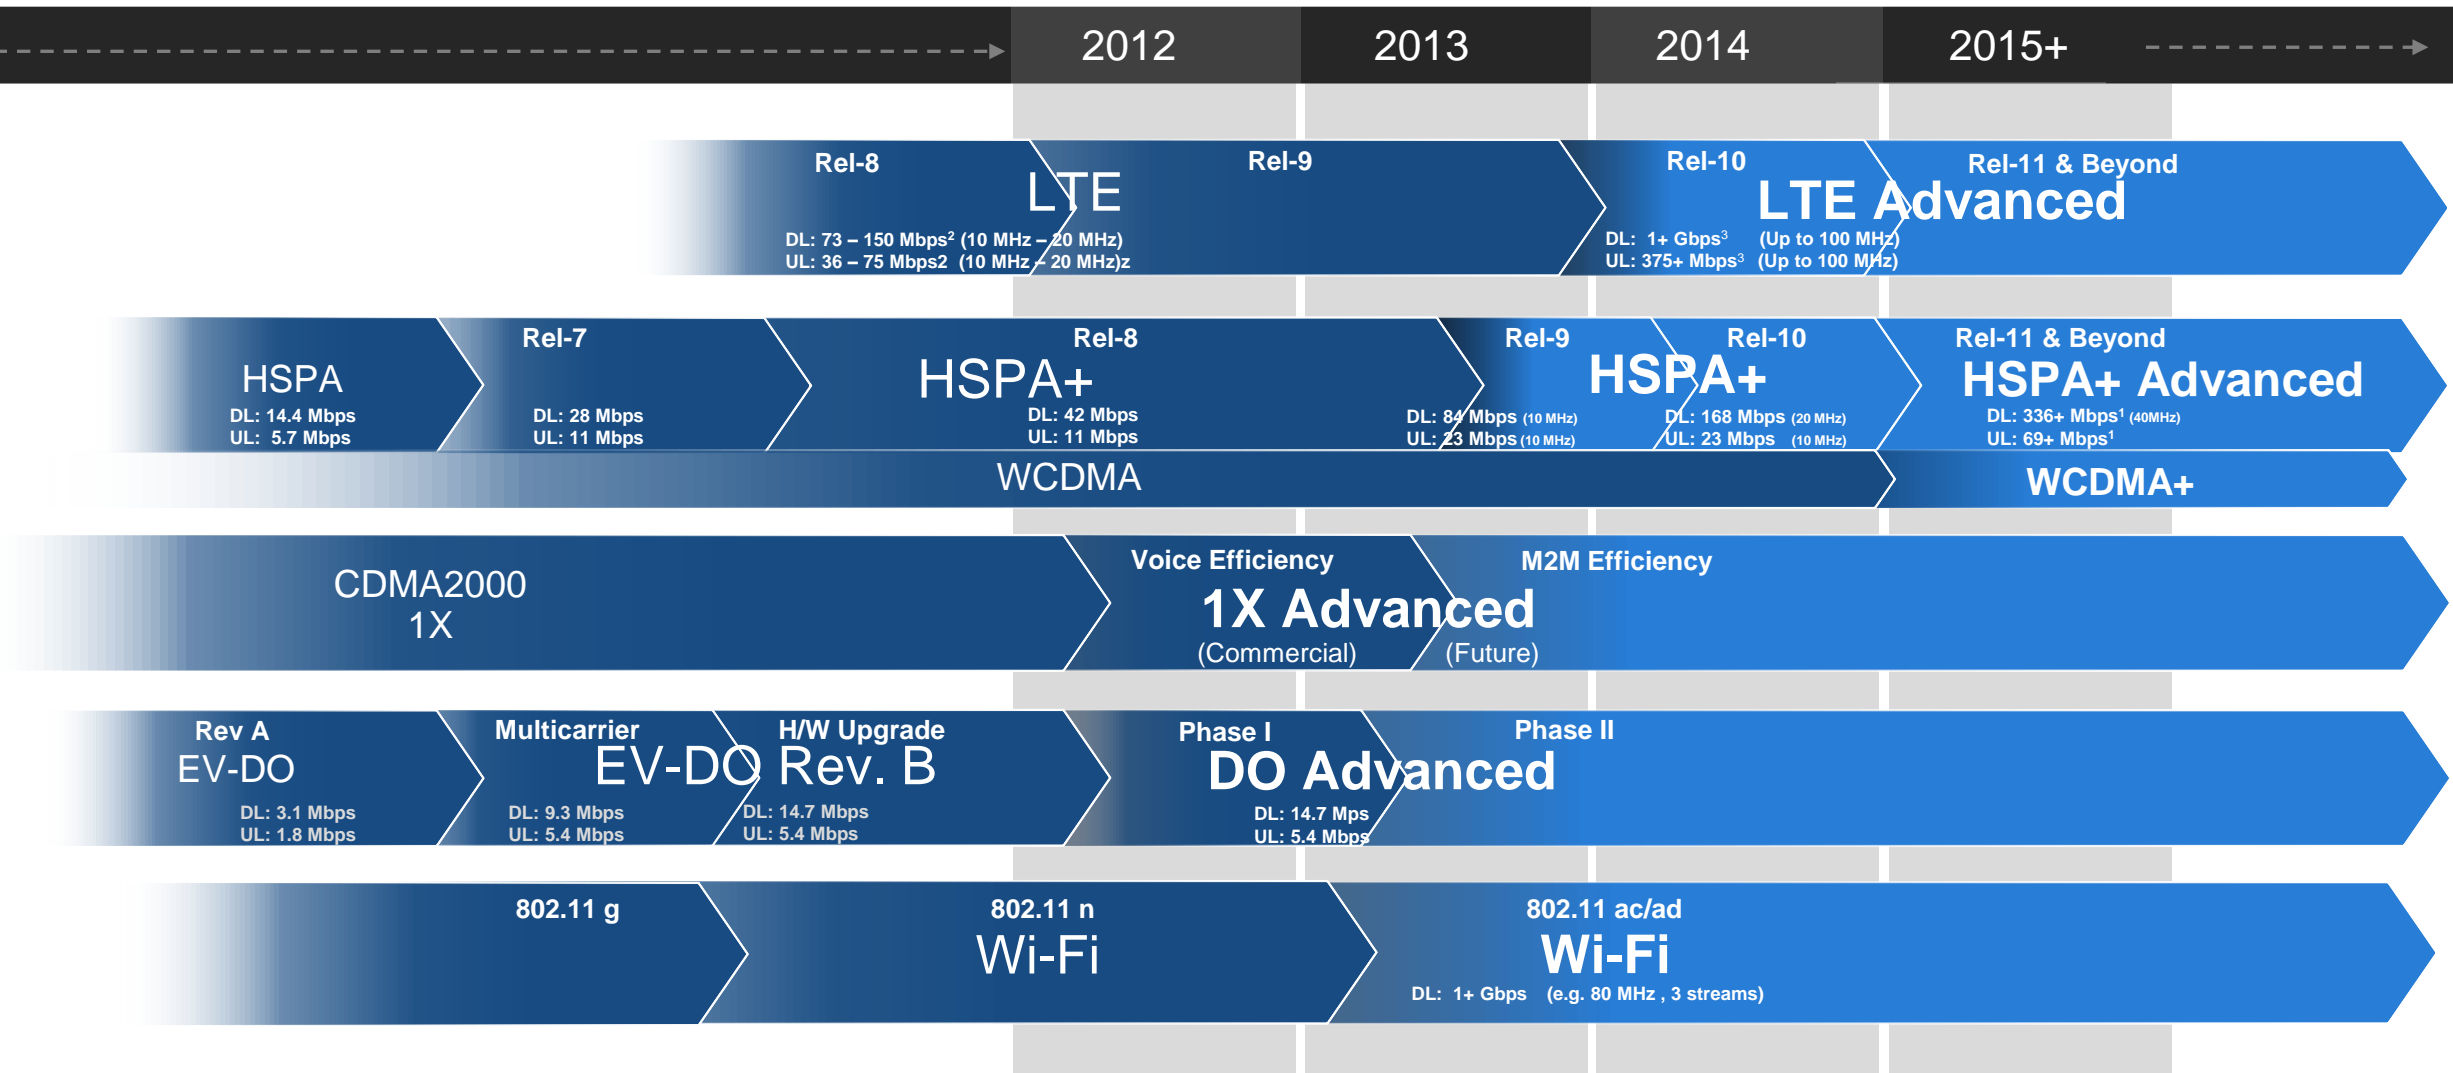 2012 2013 2014 2015+
Rel-8 Rel-9 Rel-10 Rel-11 & Beyond
LTE LTE Advanced
DL: 73 – 150 Mbps² (10 MHz – 20 MHz) DL: 1+ Gbps³ (Up to 100 MHz)
UL: 36 – 75 Mbps2 (10 MHz – 20 MHz)z UL: 375+ Mbps³ (Up to 100 MHz)
Rel-7 Rel-8 Rel-9 Rel-10 Rel-11 & Beyond
HSPA HSPA+ HSPA+ HSPA+ Advanced
DL: 14.4 Mbps DL: 28 Mbps DL: 42 Mbps DL: 84 Mbps (10 MHz) DL: 168 Mbps (20 MHz) DL: 336+ Mbps¹ (40MHz)
UL: 5.7 Mbps UL: 11 Mbps UL: 11 Mbps UL: 23 Mbps (10 MHz) UL: 23 Mbps (10 MHz) UL: 69+ Mbps¹
WCDMA WCDMA+
Voice Efficiency M2M Efficiency
CDMA2000
1X
1X Advanced
(Commercial) (Future)
Rev A Multicarrier H/W Upgrade Phase I Phase II
EV-DO EV-DO Rev. B DO Advanced
DL: 3.1 Mbps DL: 9.3 Mbps DL: 14.7 Mbps DL: 14.7 Mps
UL: 1.8 Mbps UL: 5.4 Mbps UL: 5.4 Mbps UL: 5.4 Mbps
802.11 g 802.11 n 802.11 ac/ad
Wi-Fi Wi-Fi
DL: 1+ Gbps (e.g. 80 MHz , 3 streams)